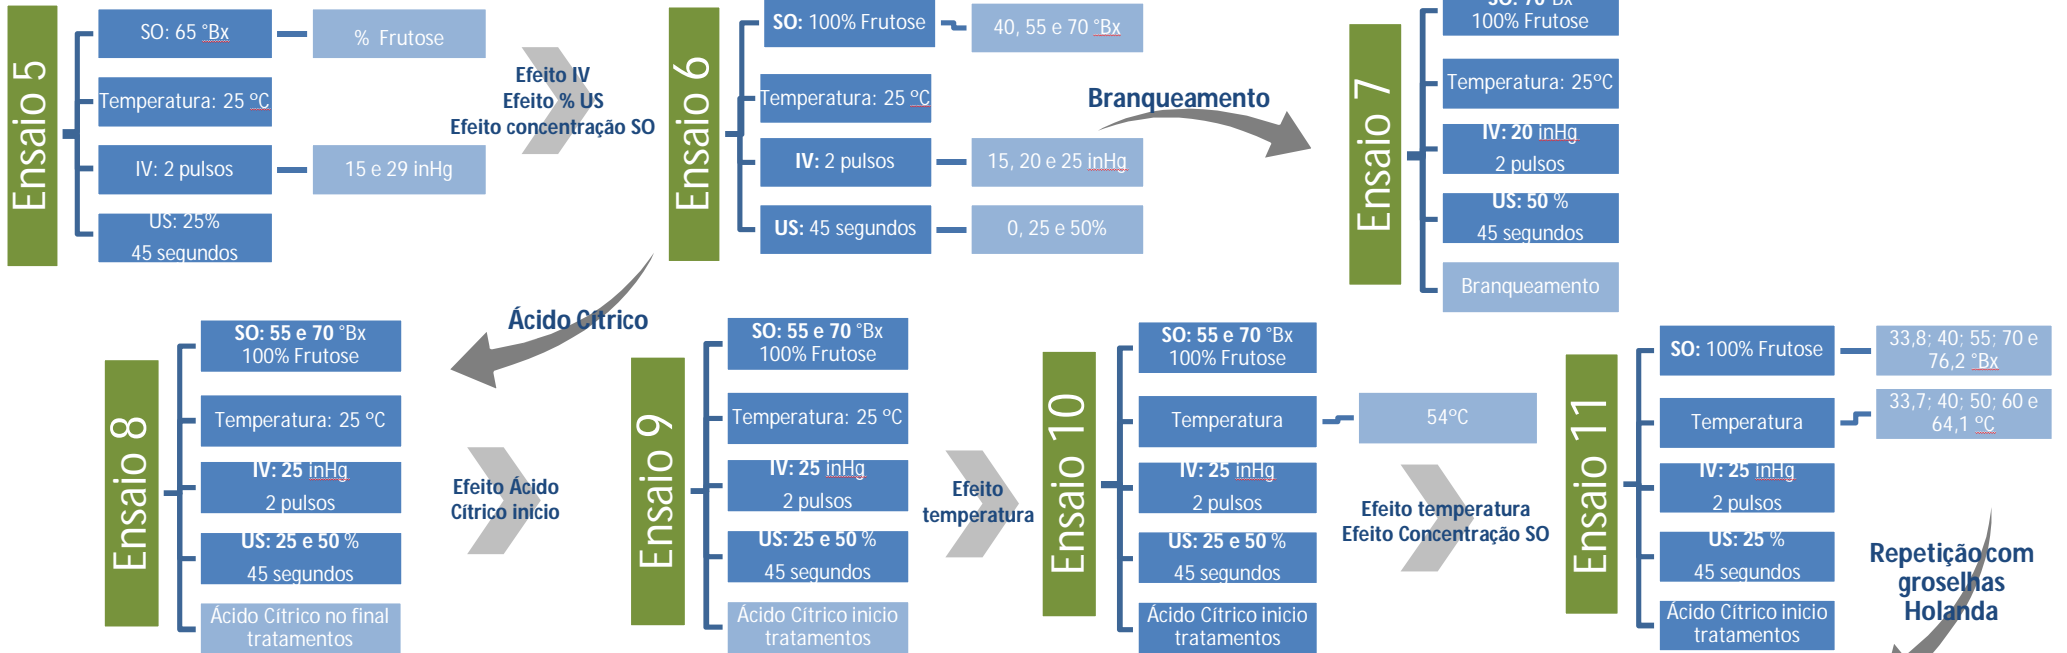 Ensaio 5
SO: 65 °Bx
% Frutose
Temperatura: 25 °C
IV: 2 pulsos
15 e 29 inHg
US: 25%
45 segundos
Efeito IV
Efeito % US
Efeito concentração SO
Ensaio 6
SO: 100% Frutose
40, 55 e 70 °Bx
Temperatura: 25 °C
IV: 2 pulsos
15, 20 e 25 inHg
US: 45 segundos
0, 25 e 50%
Branqueamento
Ensaio 7
SO: 70 °Bx
100% Frutose
Temperatura: 25°C
IV: 20 inHg
2 pulsos
US: 50 %
45 segundos
Branqueamento
Ácido Cítrico
Ensaio 8
SO: 55 e 70 °Bx
100% Frutose
Temperatura: 25 °C
IV: 25 inHg
2 pulsos
US: 25 e 50 %
45 segundos
Ácido Cítrico no final
tratamentos
Efeito Ácido
Cítrico inicio
Ensaio 9
SO: 55 e 70 °Bx
100% Frutose
Temperatura: 25 °C
IV: 25 inHg
2 pulsos
US: 25 e 50 %
45 segundos
Ácido Cítrico inicio
tratamentos
Efeito
temperatura
Ensaio 10
SO: 55 e 70 °Bx
100% Frutose
Temperatura
54°C
IV: 25 inHg
2 pulsos
US: 25 e 50 %
45 segundos
Ácido Cítrico inicio
tratamentos
Efeito temperatura
Efeito Concentração SO
Ensaio 11
SO: 100% Frutose
33,8; 40; 55; 70 e
76,2 °Bx
Temperatura
33,7; 40; 50; 60 e
64,1 °C
IV: 25 inHg
2 pulsos
US: 25 %
45 segundos
Ácido Cítrico inicio
tratamentos
Repetição com
groselhas
Holanda